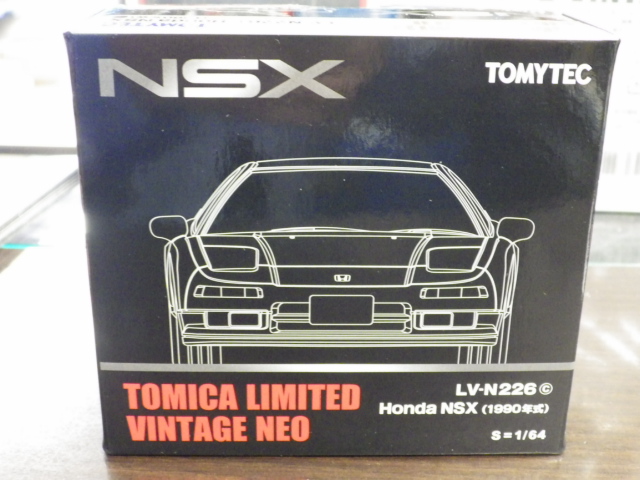 NSX
TOMYTEC
TOMICA LIMITED
VINTAGE NEO
LV-N226 ©
Honda NSX (1990年式)
S=1/64